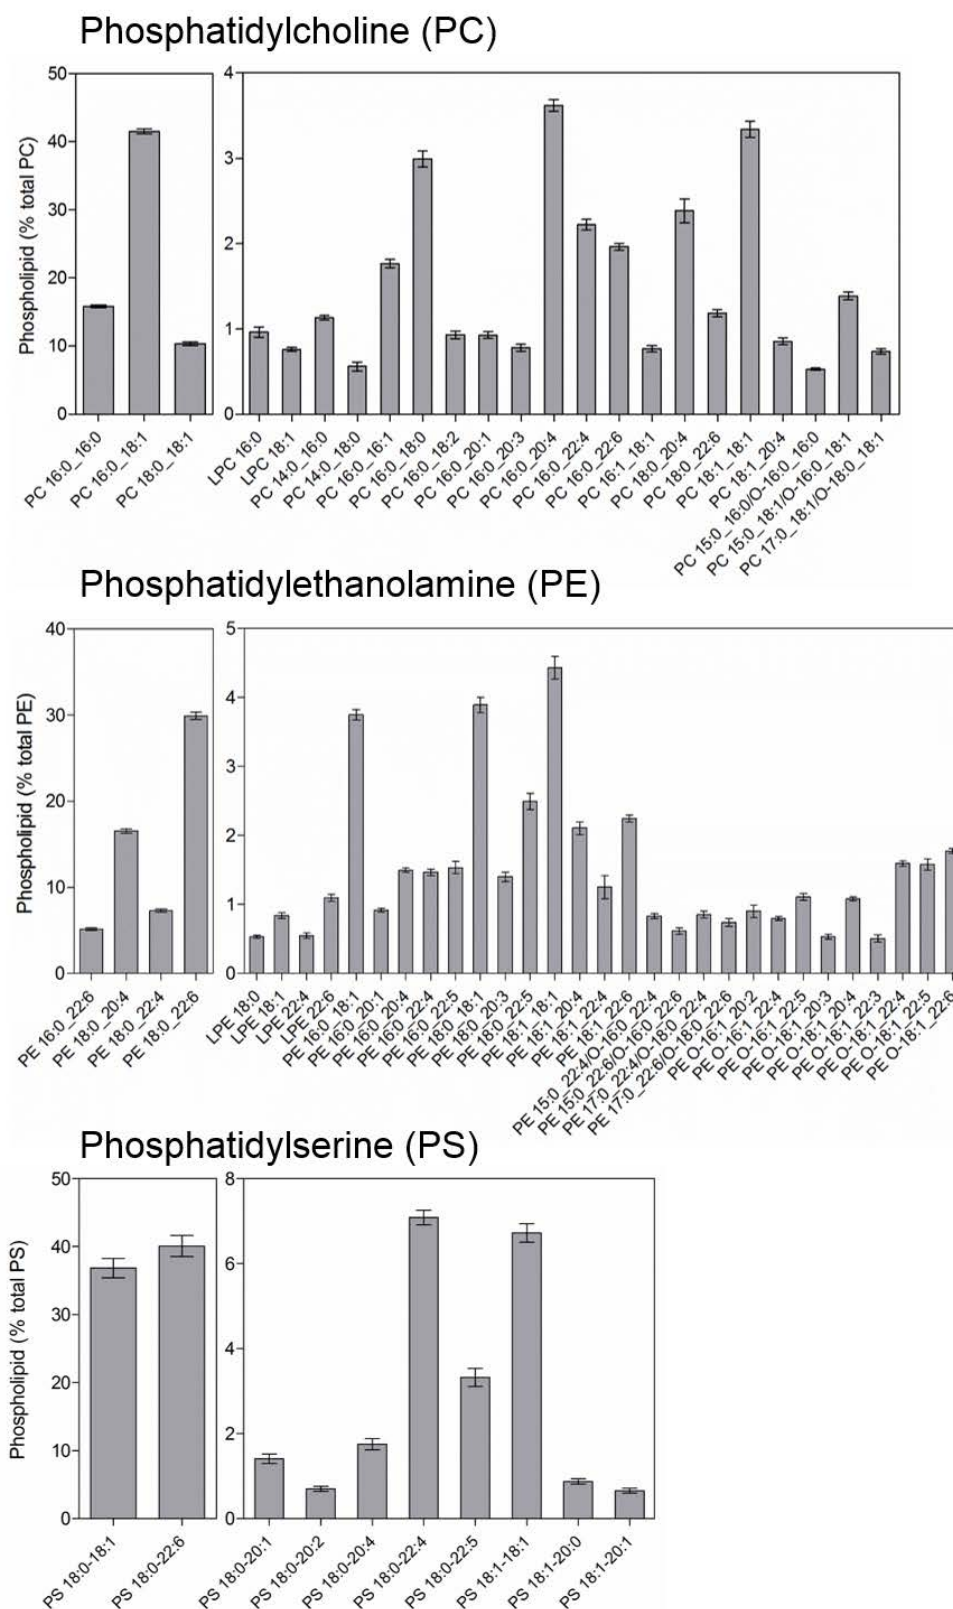 Phosphatidylcholine (PC)
Phospholipid (% total PC)
50
40
30
20
10
0
4
3
2
1
0
PC 16:0_16:0
PC 16:0_18:1
PC 18:0_18:1
LPC 16:0
LPC 18:1
PC 14:0_16:0
PC 14:0_18:0
PC 16:0_16:1
PC 16:0_18:0
PC 16:0_18:2
PC 16:0_20:1
PC 16:0_20:3
PC 16:0_20:4
PC 16:0_22:4
PC 16:0_22:6
PC 16:1_18:1
PC 18:0_20:4
PC 18:0_22:6
PC 18:1_18:1
PC 18:1_20:4
PC 15:0_16:0/O-16:0_16:0
PC 15:0_18:1/O-16:0_18:1
PC 17:0_18:1/O-18:0_18:1
Phosphatidylethanolamine (PE)
Phospholipid (% total PE)
40
30
20
10
0
5
4
3
2
1
0
PE 16:0_22:6
PE 18:0_20:4
PE 18:0_22:4
PE 18:0_22:6
LPE 18:0
LPE 18:1
LPE 22:4
LPE 22:6
PE 16:0_18:1
PE 16:0_20:1
PE 16:0_20:4
PE 16:0_22:4
PE 16:0_22:5
PE 18:0_18:1
PE 18:0_20:3
PE 18:0_22:5
PE 18:1_18:1
PE 18:1_20:4
PE 18:1_22:4
PE 18:1_22:6
PE 15:0_22:4/O-16:0_22:4
PE 15:0_22:6/O-16:0_22:6
PE 17:0_22:4/O-18:0_22:4
PE 17:0_22:6/O-18:0_22:6
PE O-16:1_20:2
PE O-16:1_22:4
PE O-16:1_22:5
PE O-18:1_20:3
PE O-18:1_20:4
PE O-18:1_22:3
PE O-18:1_22:4
PE O-18:1_22:5
PE O-18:1_22:6
Phosphatidylserine (PS)
Phospholipid (% total PS)
50
40
30
20
10
0
8
6
4
2
0
PS 18:0-18:1
PS 18:0-22:6
PS 18:0-20:1
PS 18:0-20:2
PS 18:0-20:4
PS 18:0-22:4
PS 18:0-22:5
PS 18:1-18:1
PS 18:1-20:0
PS 18:1-20:1